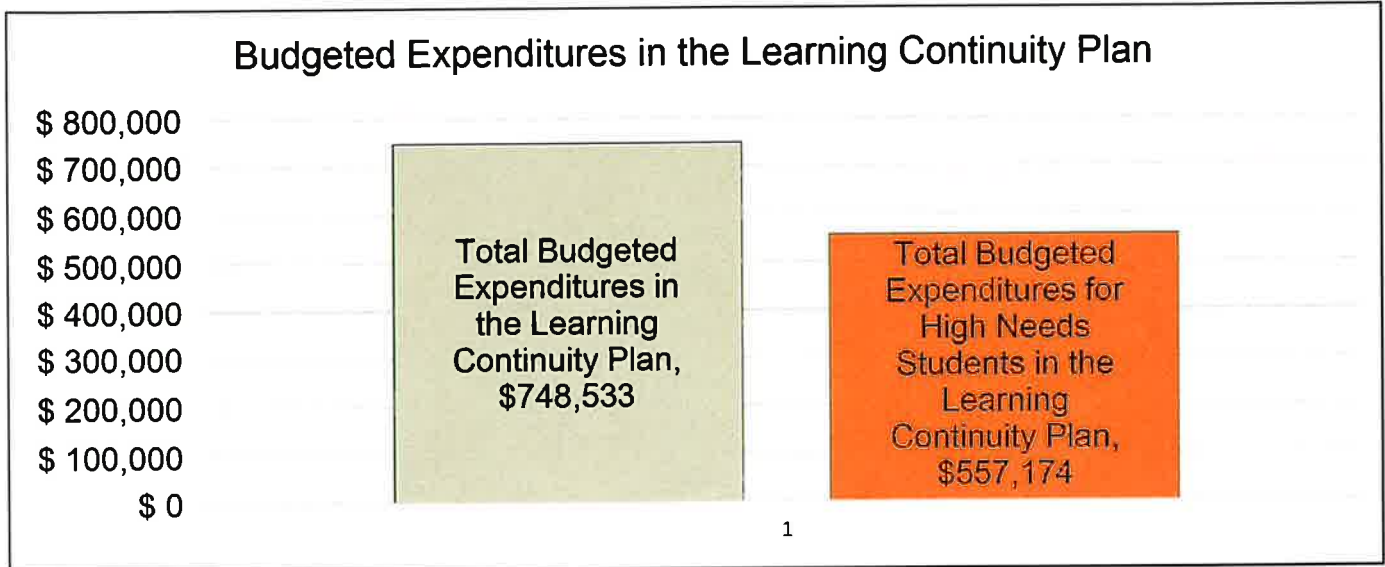 Budgeted Expenditures in the Learning Continuity Plan
$ 800,000
$ 700,000
$ 600,000
$ 500,000
$ 400,000
$ 300,000
$ 200,000
$ 100,000
$ 0
Total Budgeted
Expenditures in
the Learning
Continuity Plan,
$748,533
Total Budgeted
Expenditures for
High Needs
Students in the
Learning
Continuity Plan,
$557,174
1